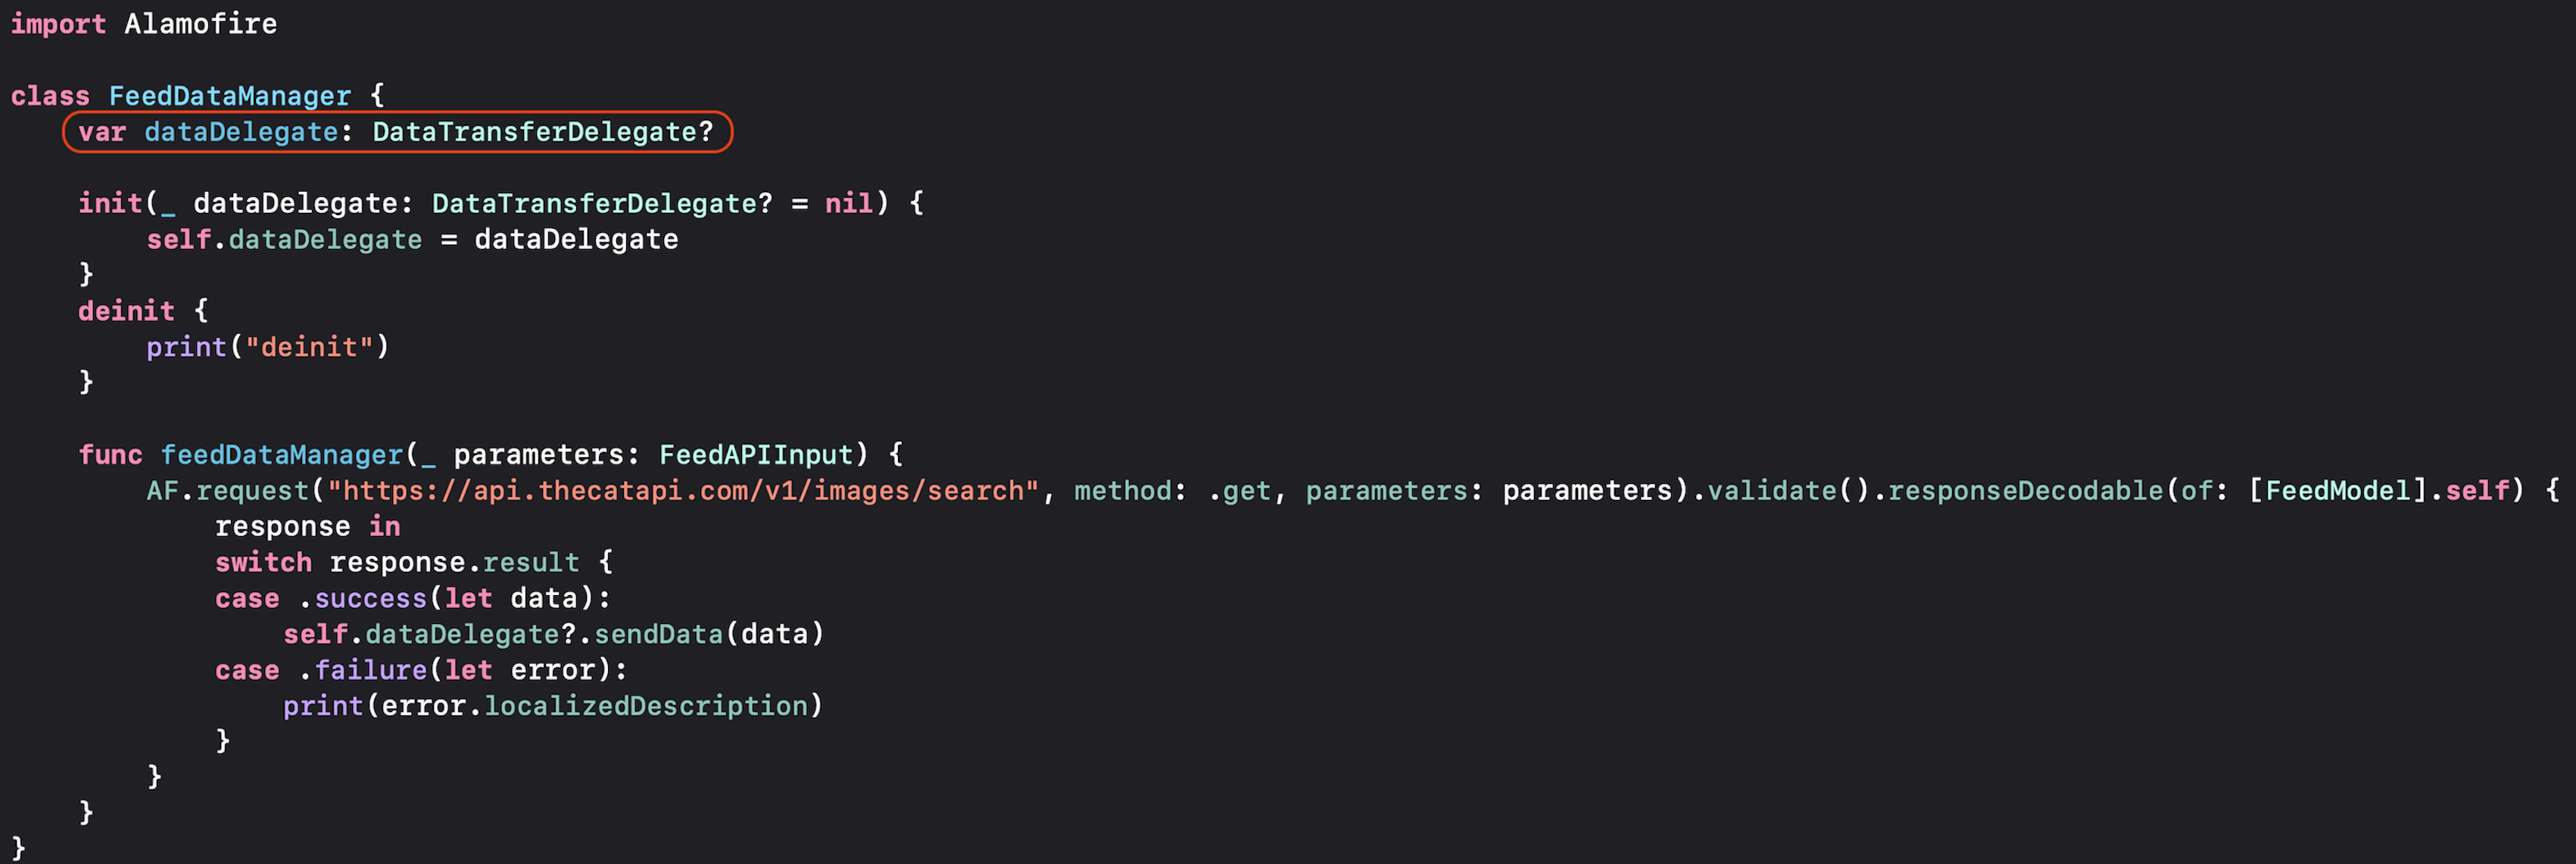 import Alamofire
class FeedDataManager {
var dataDelegate: DataTransferDelegate?
init(_ dataDelegate: DataTransferDelegate? = nil) {
self.dataDelegate = dataDelegate
}
deinit {
print("deinit")
}
func feedDataManager(_ parameters: FeedAPIInput) {
AF.request("https://api.thecatapi.com/v1/images/search", method: .get, parameters: parameters).validate().responseDecodable(of: [FeedModel].self) {
response in
switch response.result {
case .success(let data):
self.dataDelegate?.sendData(data)
case .failure(let error):
print(error.localizedDescription)
}
}
}
}